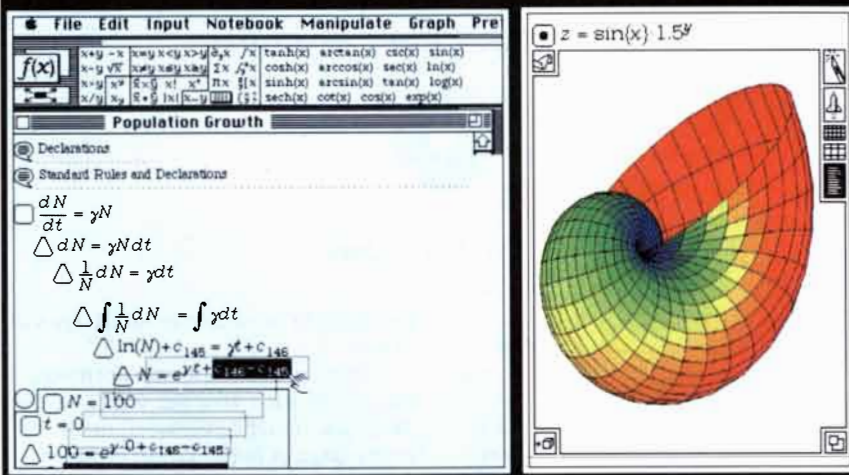 File Edit Input Notebook Manipulate Graph Pre
f(x)
x+y -x x=y x<y x>y ∂,x ∫x tanh(x) arctan(x) csc(x) sin(x)
cosh(x) arccos(x) sec(x) ln(x)
sinh(x) arcsin(x) tan(x) log(x)
sech(x) cot(x) cos(x) exp(x)
Population Growth
Declarations
Standard Rules and Declarations
dN/dt = γN
dN = γNdt
1/N dN = γdt
∫ 1/N dN = ∫ γdt
ln(N)+c₁₄₅ = γt+c₁₄₆
N = e^γt+c₁₄₆-c₁₄₅
N = 100
t = 0
100 = e^γ·0+c₁₄₆-c₁₄₅
z = sin{x} 1.5^y